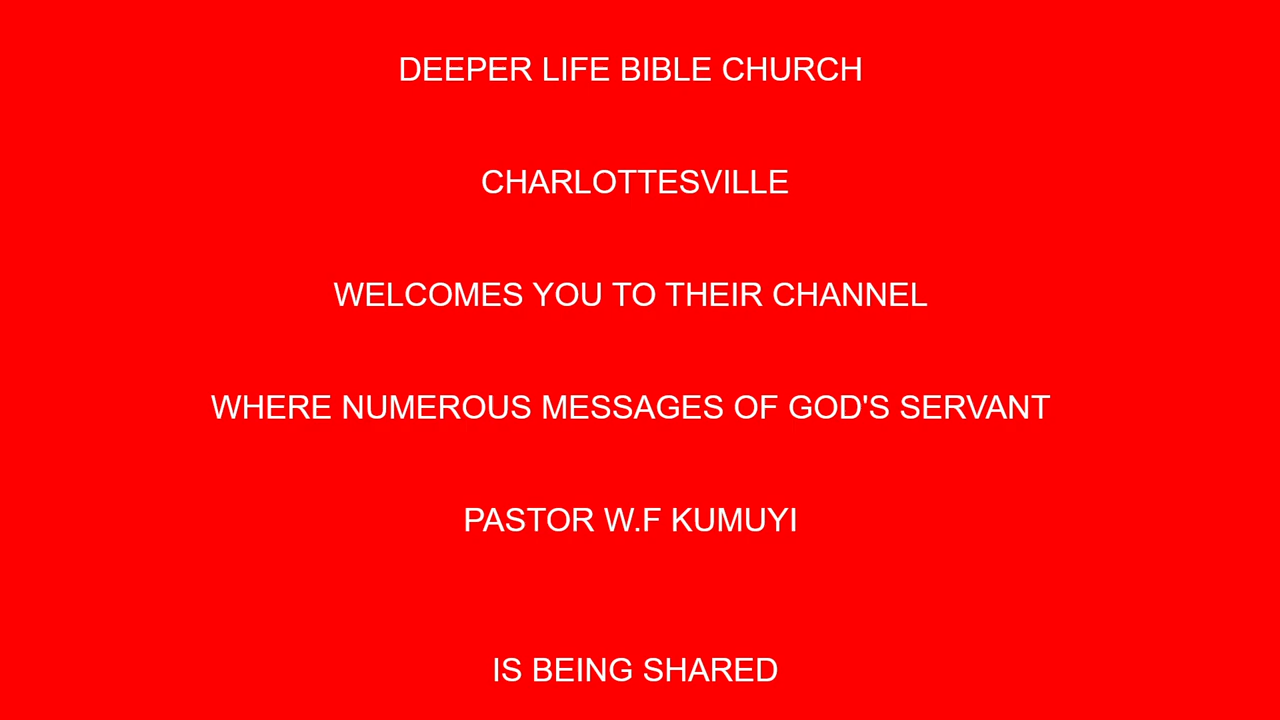 DEEPER LIFE BIBLE CHURCH
CHARLOTTESVILLE
WELCOMES YOU TO THEIR CHANNEL
WHERE NUMEROUS MESSAGES OF GOD'S SERVANT
PASTOR W.F KUMUYI
IS BEING SHARED